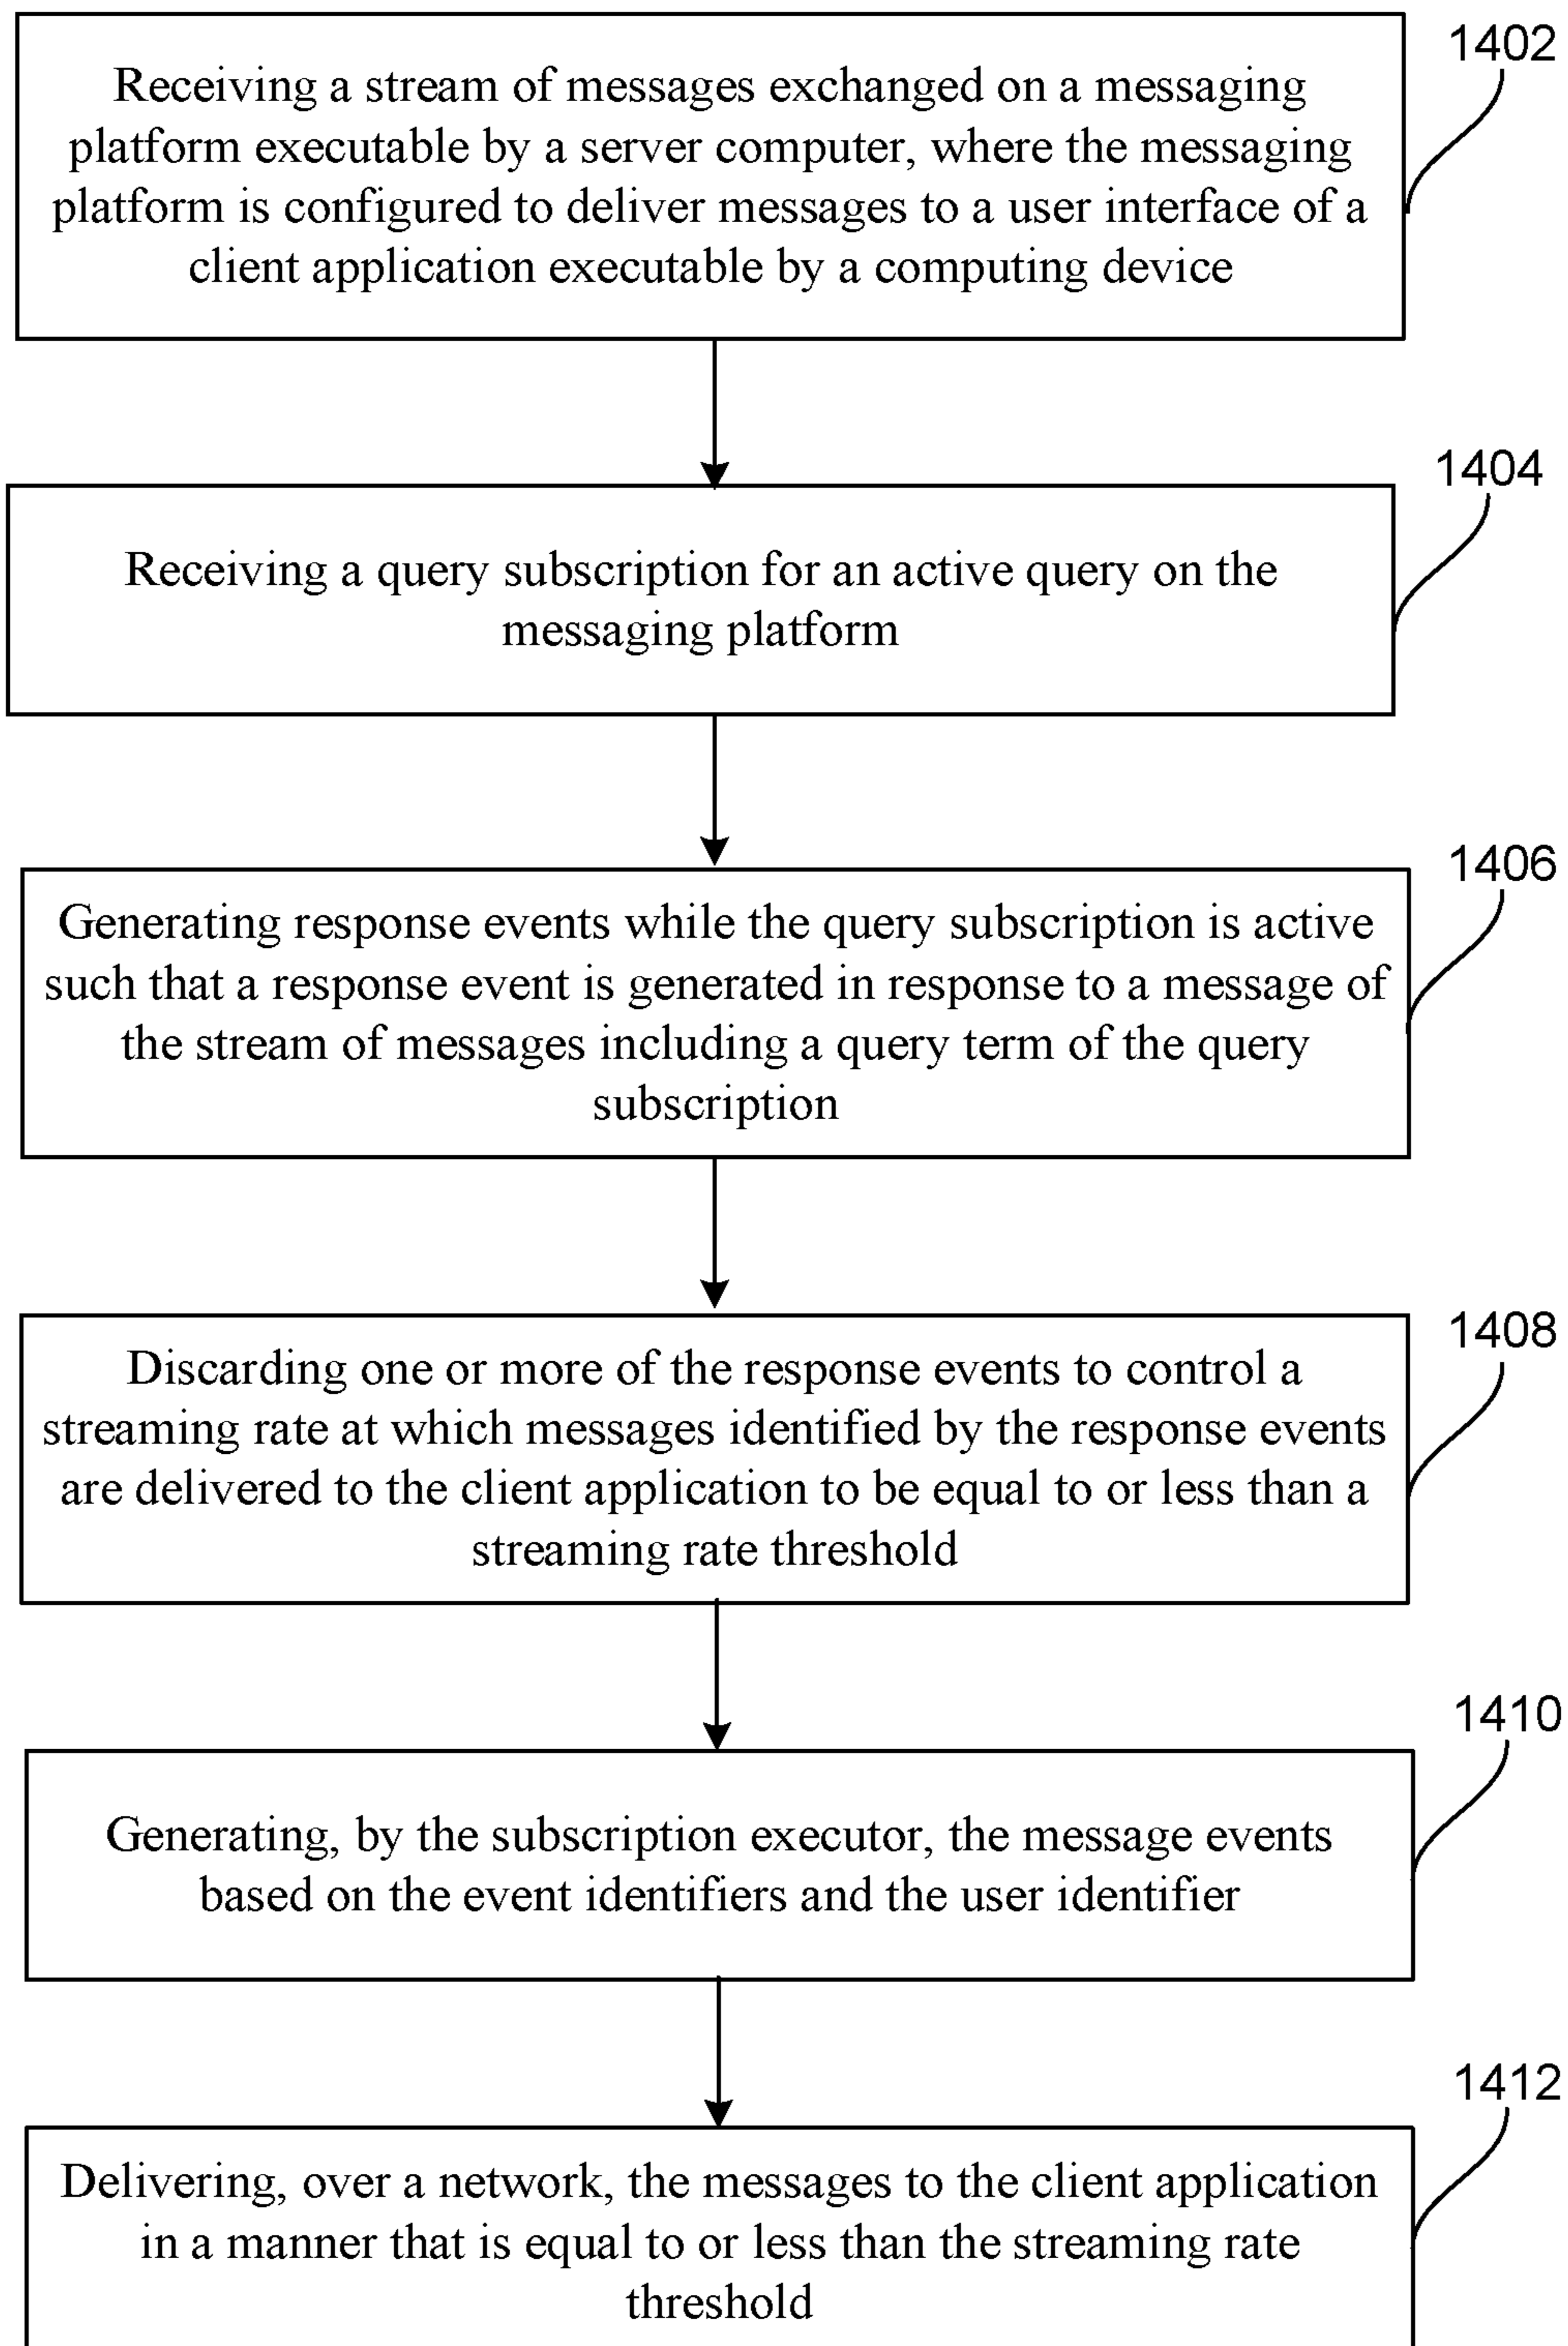 1402
Receiving a stream of messages exchanged on a messaging
platform executable by a server computer, where the messaging
platform is configured to deliver messages to a user interface of a
client application executable by a computing device
1404
Receiving a query subscription for an active query on the
messaging platform
1406
Generating response events while the query subscription is active
such that a response event is generated in response to a message of
the stream of messages including a query term of the query
subscription
1408
Discarding one or more of the response events to control a
streaming rate at which messages identified by the response events
are delivered to the client application to be equal to or less than a
streaming rate threshold
1410
Generating, by the subscription executor, the message events
based on the event identifiers and the user identifier
1412
Delivering, over a network, the messages to the client application
in a manner that is equal to or less than the streaming rate
threshold